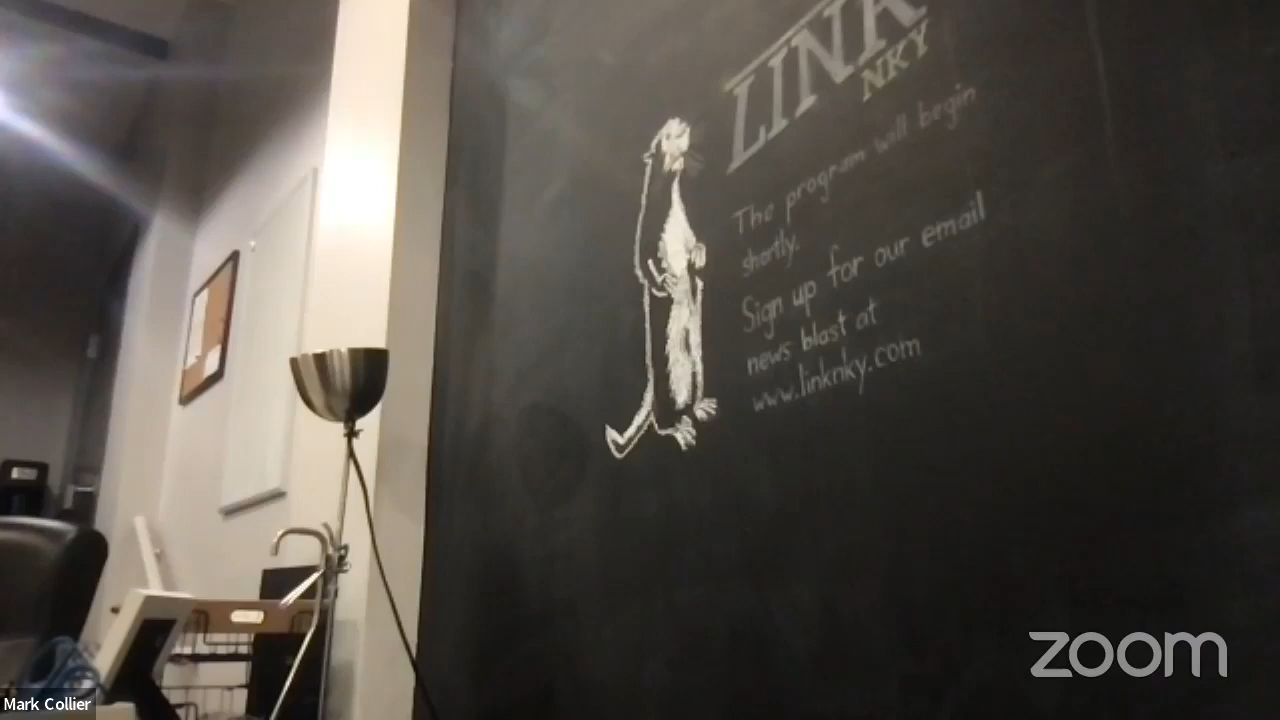 LINK
NKY
The program will begin
shortly.
Sign up for our email
news blast at
www.linknky.com
zoom
Mark Collier